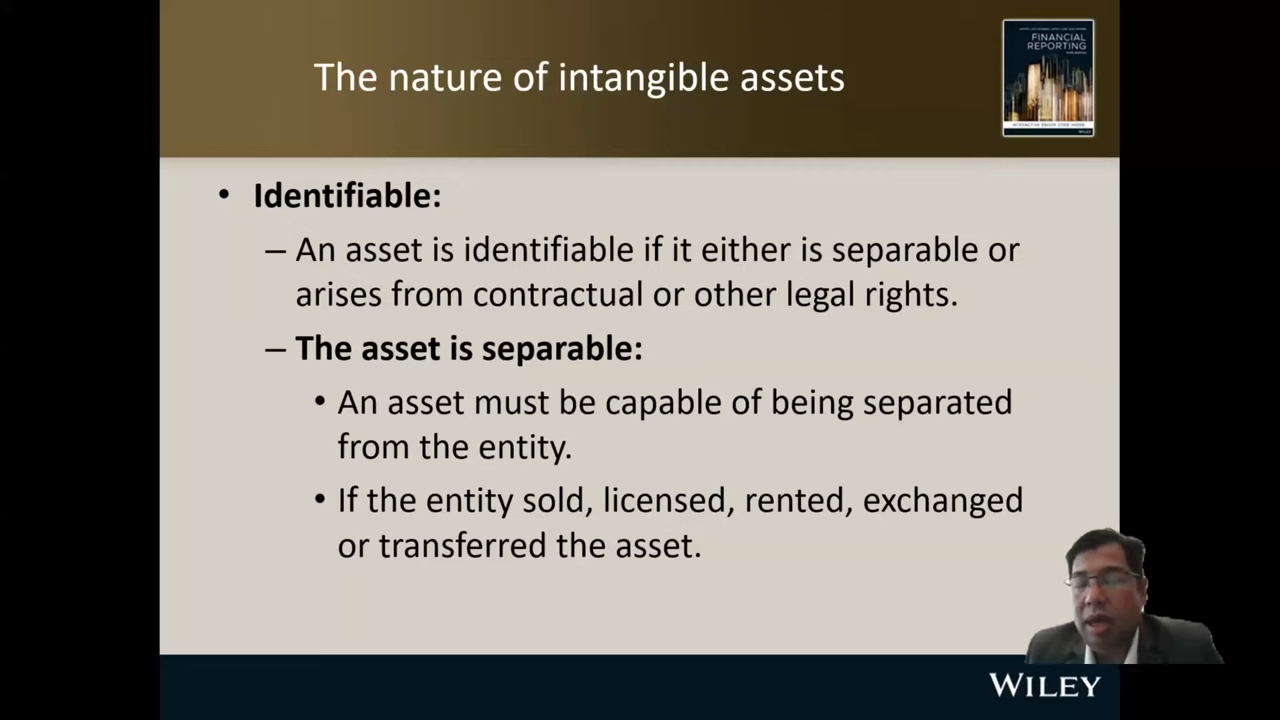 The nature of intangible assets
FINANCIAL
REPORTING
• Identifiable:
– An asset is identifiable if it either is separable or
arises from contractual or other legal rights.
– The asset is separable:
• An asset must be capable of being separated
from the entity.
• If the entity sold, licensed, rented, exchanged
or transferred the asset.
WILEY